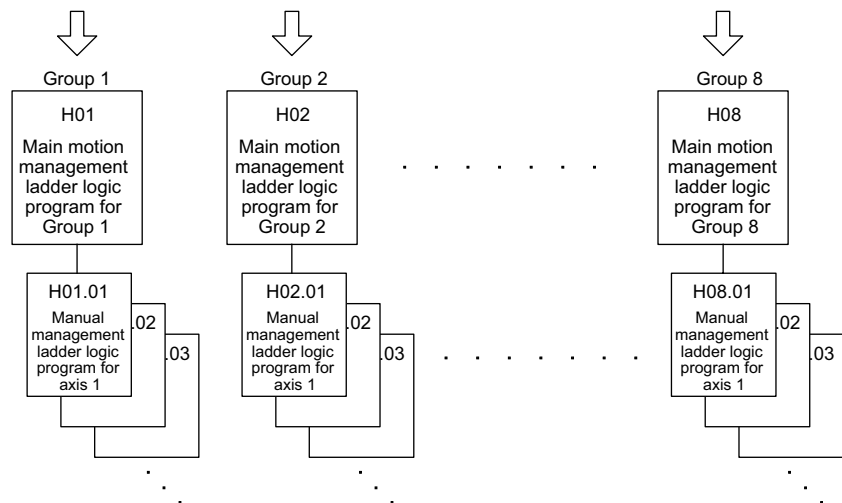 Group 1
H01
Main motion
management
ladder logic
program for
Group 1
Group 2
H02
Main motion
management
ladder logic
program for
Group 2
Group 8
H08
Main motion
management
ladder logic
program for
Group 8
H01.01
Manual
management
ladder logic
program for
axis 1
.02
.03
H02.01
Manual
management
ladder logic
program for
axis 1
.02
.03
H08.01
Manual
management
ladder logic
program for
axis 1
.02
.03